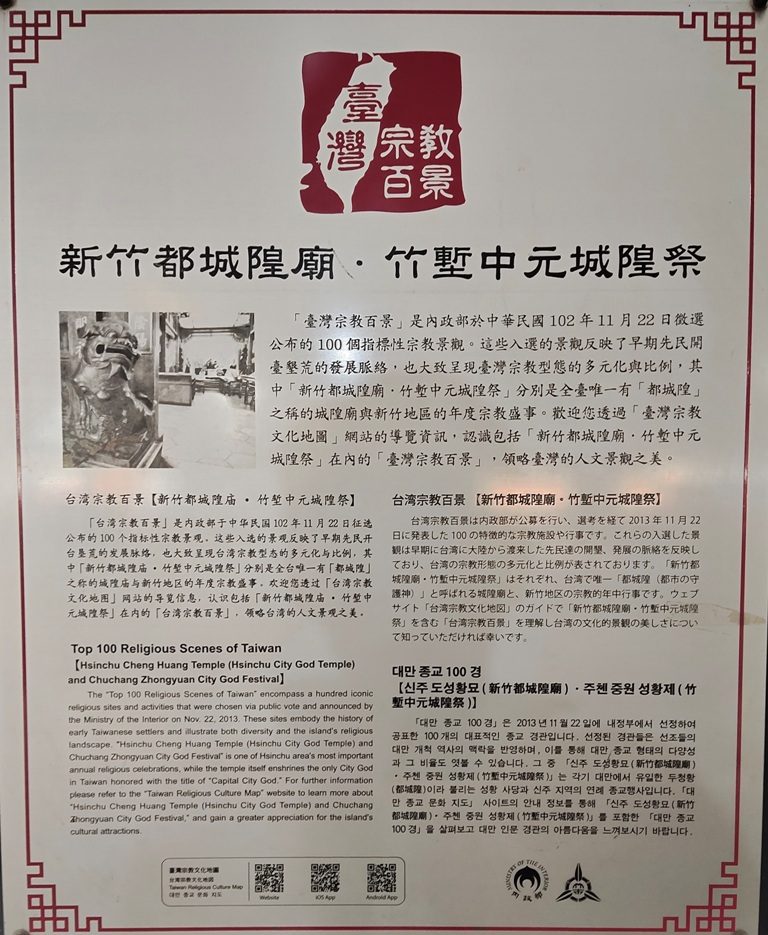 臺灣
宗教
百景
新竹都城隍廟・竹塹中元城隍祭
「臺灣宗教百景」是內政部於中華民國102年11月22日徵選
公布的100個指標性宗教景觀。這些入選的景觀反映了早期先民開
臺墾荒的發展脈絡，也大致呈現臺灣宗教型態的多元化與比例，其
中「新竹都城隍廟・竹塹中元城隍祭」分別是全臺唯一有「都城隍」
之稱的城隍廟與新竹地區的年度宗教盛事。歡迎您透過「臺灣宗教
文化地圖」網站的導覽資訊，認識包括「新竹都城隍廟・竹塹中元
城隍祭」在內的「臺灣宗教百景」，領略臺灣的人文景觀之美。
台湾宗教百景【新竹都城隍庙・竹堑中元城隍祭】
「台湾宗教百景」是内政部于中华民国102年11月22日征选
公布的100个指标性宗教景观。这些入选的景观反映了早期先民开
台垦荒的发展脉络，也大致呈现台湾宗教型态的多元化与比例，其
中「新竹都城隍庙・竹堑中元城隍祭」分别是全台唯一有「都城隍」
之称的城隍庙与新竹地区的年度宗教盛事。欢迎您透过「台湾宗教
文化地图」网站的导览信息，认识包括「新竹都城隍庙・竹堑中
元城隍祭」在内的「台湾宗教百景」，领略台湾的人文景观之美。
台湾宗教百景【新竹都城隍廟・竹塹中元城隍祭】
台湾宗教百景は内政部が公募を行い、選考を経て2013年11月22
日に発表した100の特徴的な宗教施設や行事です。これらの入選した景
観は早期に台湾に大陸から渡来した先民達の開墾、発展の脈絡を反映し
ており、台湾の宗教形態の多元化と比例が表されております。「新竹都
城隍廟・竹塹中元城隍祭」はそれぞれ、台湾で唯一「都城隍（都市の守
護神）」と呼ばれる城隍廟と、新竹地区の宗教的年中行事です。ウェブ
サイト「台湾宗教文化地図」のガイドで「新竹都城隍廟・竹塹中元城隍
祭」を含む「台湾宗教百景」を理解し台湾の文化的景観の美しさについ
て知っていただければ幸いです。
Top 100 Religious Scenes of Taiwan
【Hsinchu Cheng Huang Temple (Hsinchu City God Temple)
and Chuchang Zhongyuan City God Festival】
The “Top 100 Religious Scenes of Taiwan” encompass a hundred iconic
religious sites and activities that were chosen via public vote and announced by
the Ministry of the Interior on Nov. 22, 2013. These sites embody the history of
early Taiwanese settlers and illustrate both diversity and the island's religious
landscape. “Hsinchu Cheng Huang Temple (Hsinchu City God Temple) and
Chuchang Zhongyuan City God Festival” is one of Hsinchu area's most important
annual religious celebrations, while the temple itself enshrines the only City God
in Taiwan honored with the title of “Capital City God.” For further information
please refer to the “Taiwan Religious Culture Map” website to learn more about
“Hsinchu Cheng Huang Temple (Hsinchu City God Temple) and Chuchang
Zhongyuan City God Festival,” and gain a greater appreciation for the island's
cultural attractions.
대만 종교 100 경
【신주 도성황묘 ( 新竹都城隍廟 )・주첸 중원 성황제 ( 竹
塹中元城隍祭 )】
「대만 종교 100 경」은 2013 년 11 월 22 일에 내정부에서 선정하여
공표한 100 개의 대표적인 종교 경관입니다. 선정된 경관들은 선조들의
대만 개척 역사의 맥락을 반영하며, 이를 통해 대만 종교 형태의 다양성
과 그 비율도 엿볼 수 있습니다. 그 중 「신주 도성황묘 ( 新竹都城隍廟 )
・주첸 중원 성황제 ( 竹塹中元城隍祭 )」는 각기 대만에서 유일한 두청황
( 都城隍 ) 이라 불리는 성황 사당과 신주 지역의 연례 종교행사입니다. 「대
만 종교 문화 지도」 사이트의 안내 정보를 통해 「신주 도성황묘 ( 新竹
都城隍廟 )・주첸 중원 성황제 ( 竹塹中元城隍祭 )」를 포함한 「대만 종교
100 경」을 살펴보고 대만 인문 경관의 아름다움을 느껴보시기 바랍니다.
臺灣宗教文化地圖
台湾宗教文化地図
Taiwan Religious Culture Map
대만 종교 문화 지도
Website
iOS App
Android App
MINISTRY OF THE INTERIOR
內政部